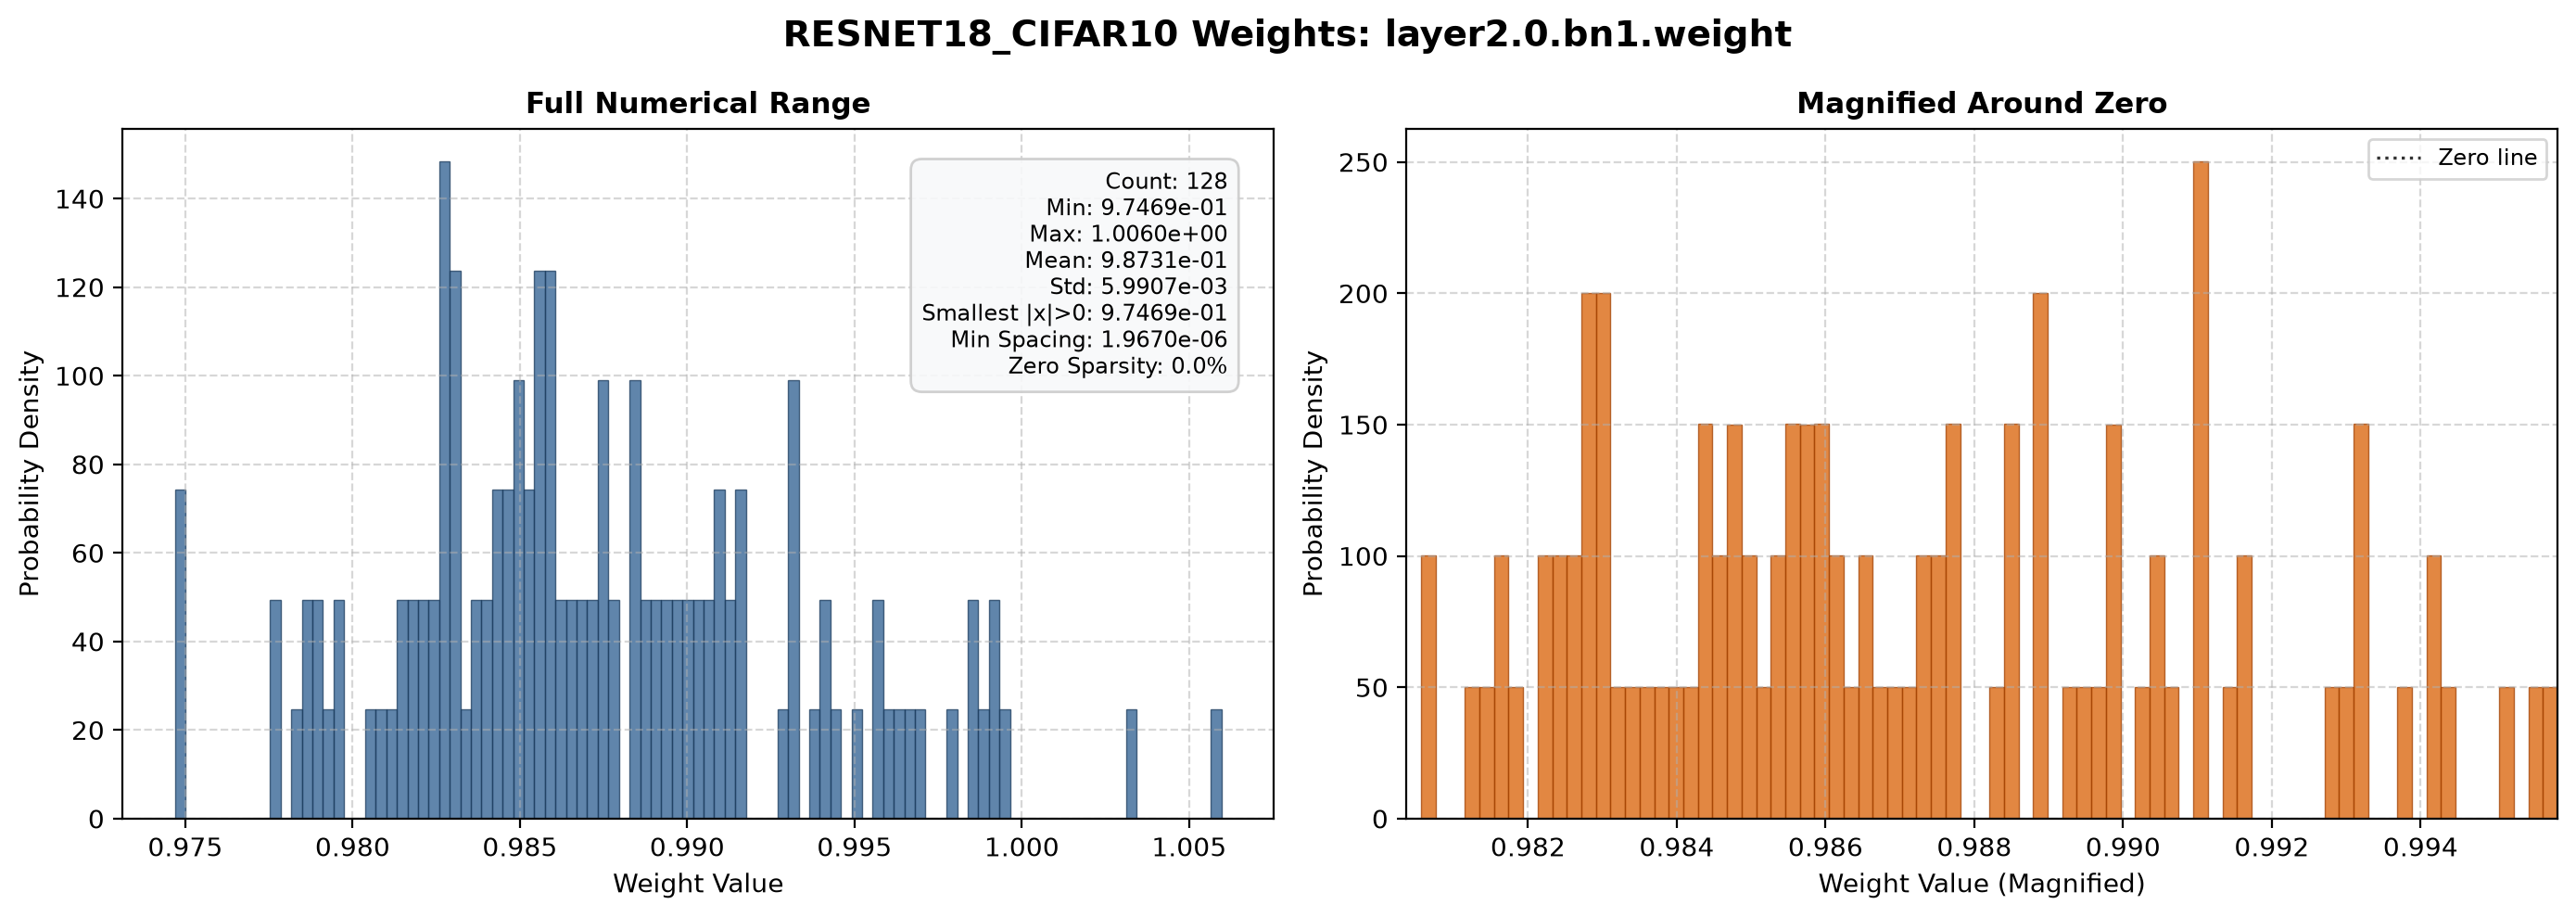 RESNET18_CIFAR10 Weights: layer2.0.bn1.weight
Full Numerical Range
Probability Density
140
120
100
80
60
40
20
0
Count: 128
Min: 9.7469e-01
Max: 1.0060e+00
Mean: 9.8731e-01
Std: 5.9907e-03
Smallest |x|>0: 9.7469e-01
Min Spacing: 1.9670e-06
Zero Sparsity: 0.0%
0.975 0.980 0.985 0.990 0.995 1.000 1.005
Weight Value
Magnified Around Zero
Probability Density
250
200
150
100
50
0
Zero line
0.982 0.984 0.986 0.988 0.990 0.992 0.994
Weight Value (Magnified)